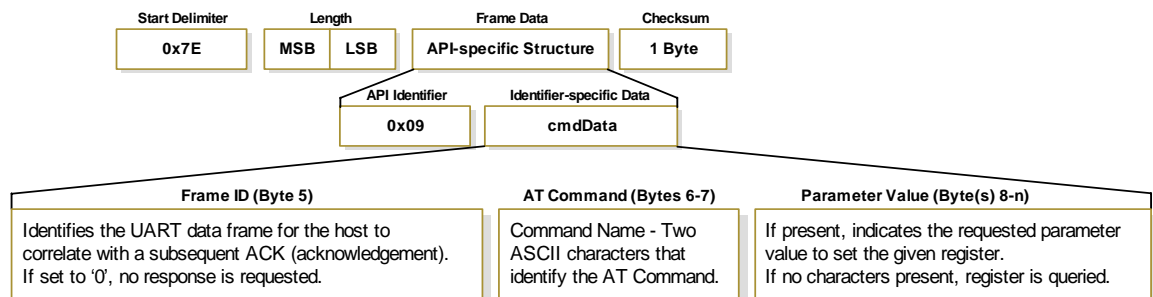 Start Delimiter
Length
Frame Data
Checksum
0x7E
MSB
LSB
API-specific Structure
1 Byte
API Identifier
Identifier-specific Data
0x09
cmdData
Frame ID (Byte 5)
Identifies the UART data frame for the host to
correlate with a subsequent ACK (acknowledgement).
If set to ‘0’, no response is requested.
AT Command (Bytes 6-7)
Command Name - Two
ASCII characters that
identify the AT Command.
Parameter Value (Byte(s) 8-n)
If present, indicates the requested parameter
value to set the given register.
If no characters present, register is queried.